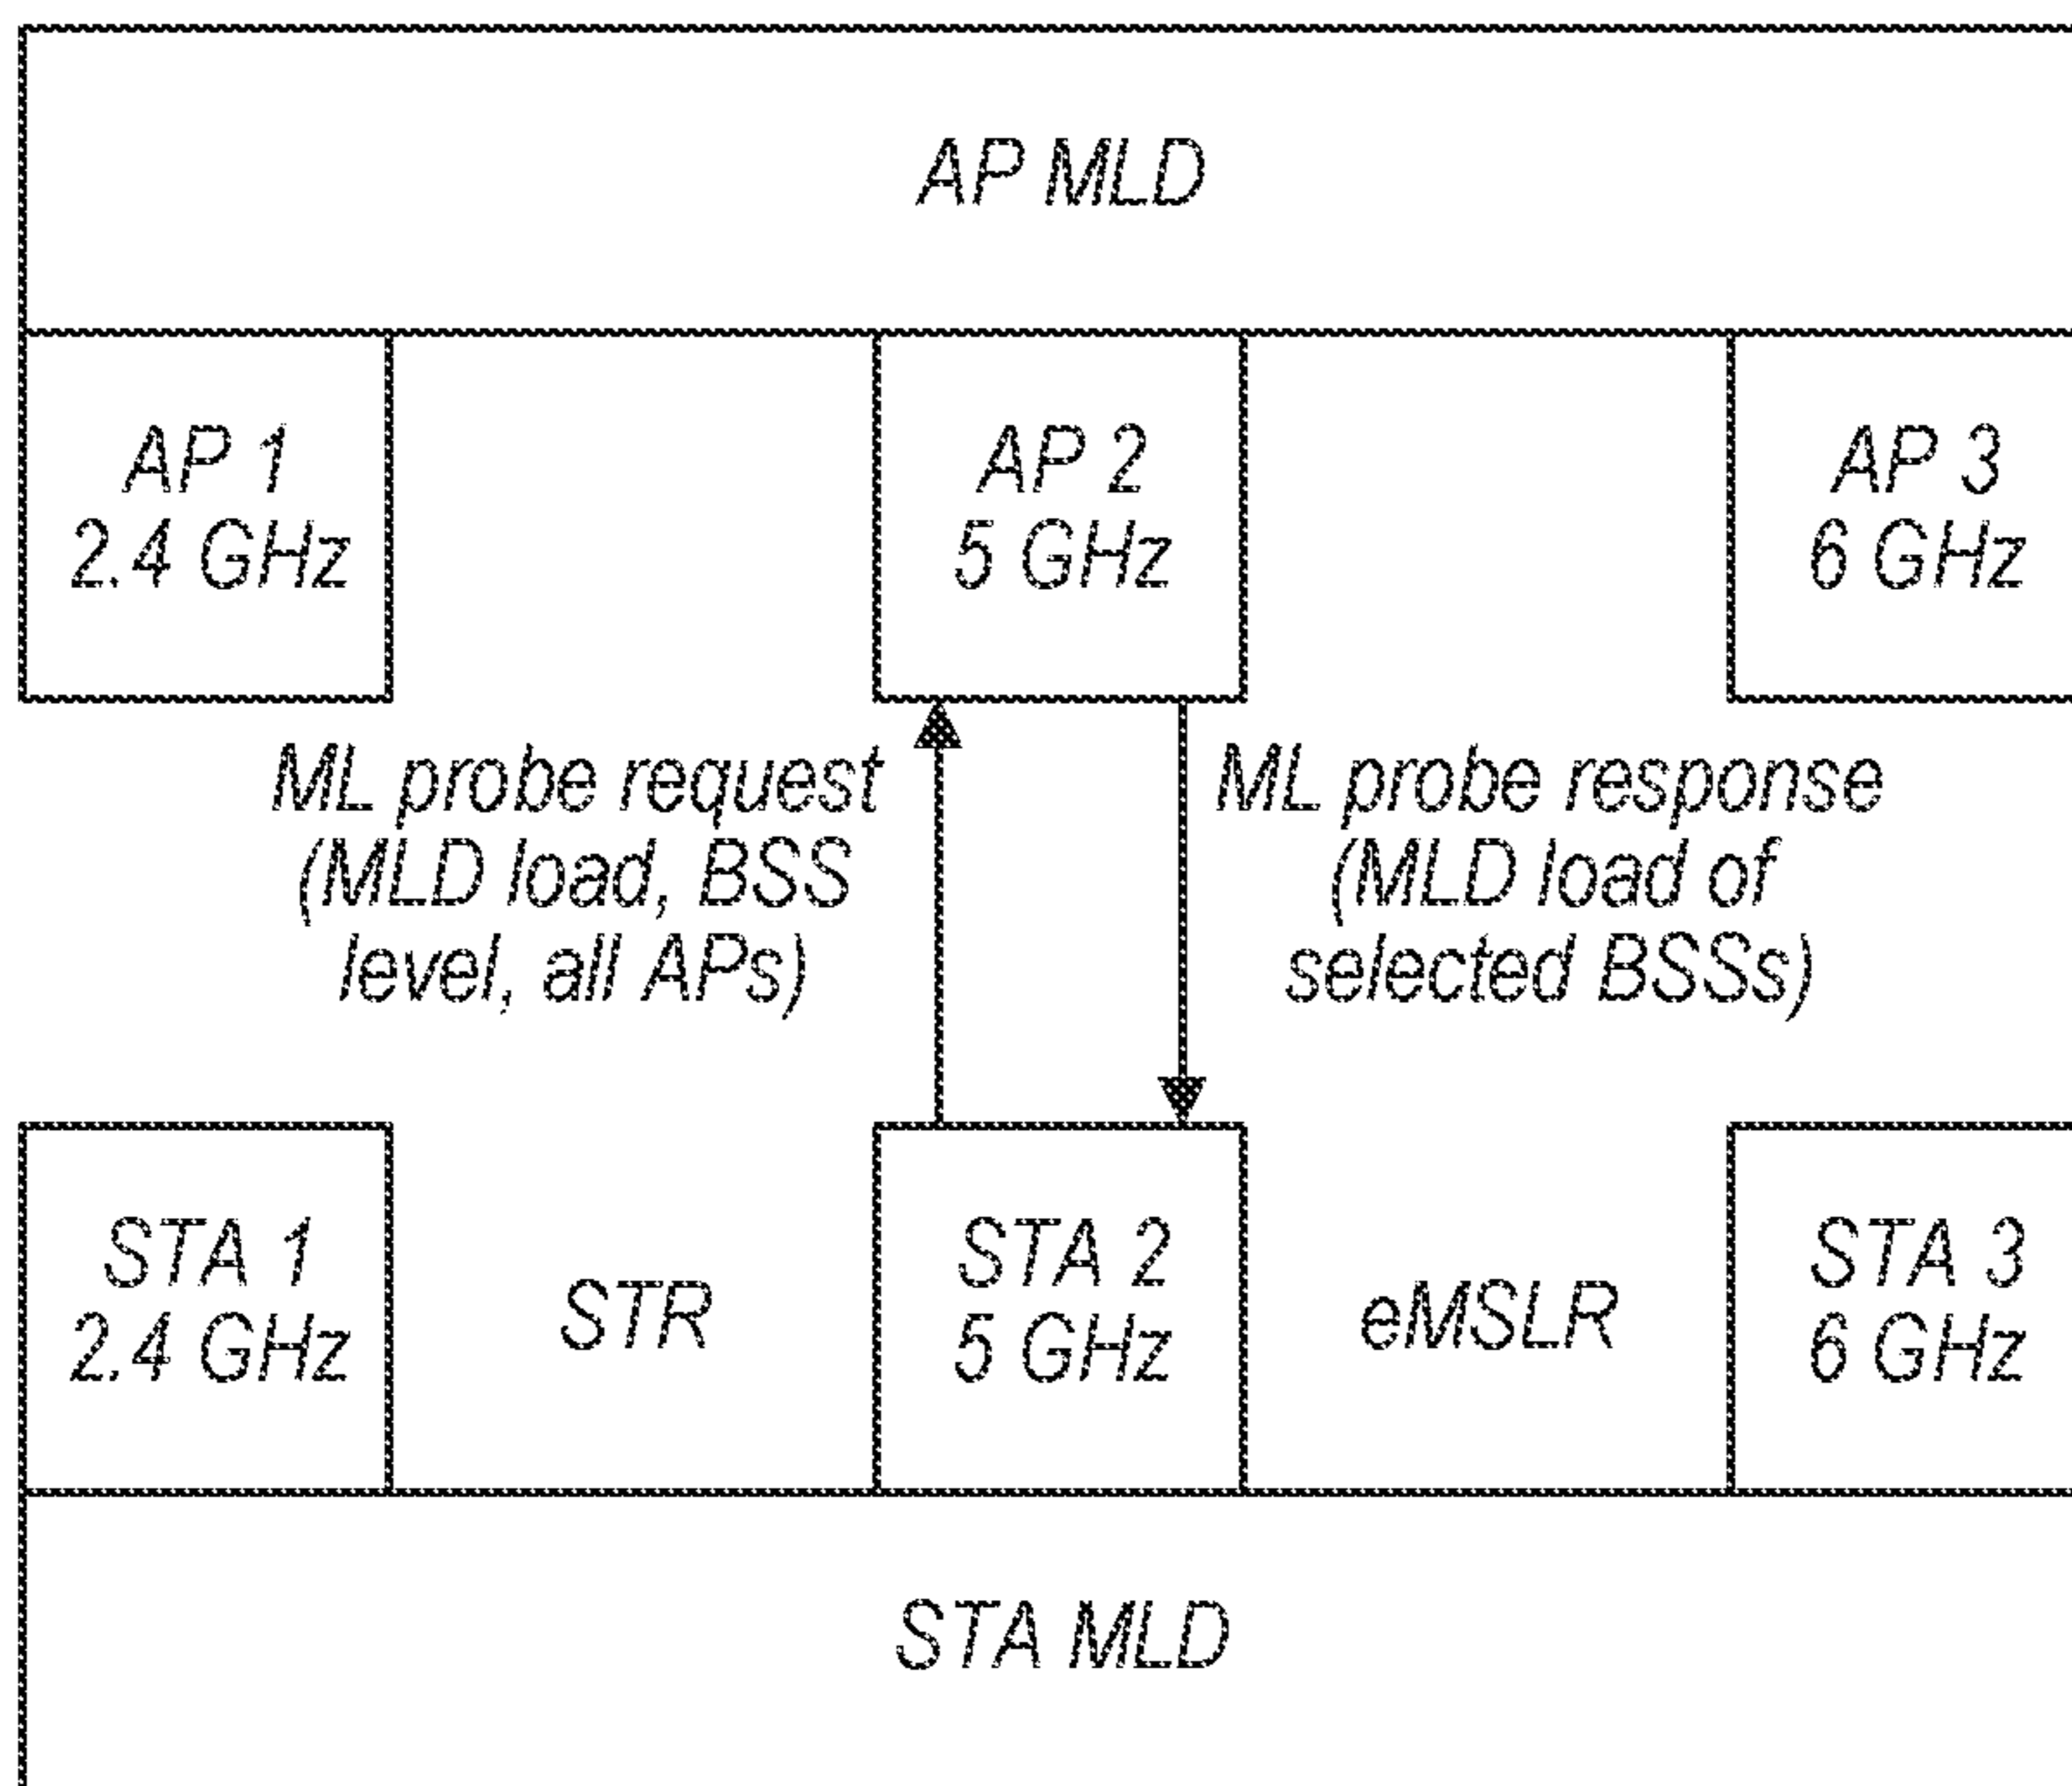 AP MLD
AP 1
2.4 GHz
AP 2
5 GHz
AP 3
6 GHz
ML probe request
(MLD load, BSS
level, all APs)
ML probe response
(MLD load of
selected BSSs)
STA 1
2.4 GHz
STR
STA 2
5 GHz
eMSLR
STA 3
6 GHz
STA MLD